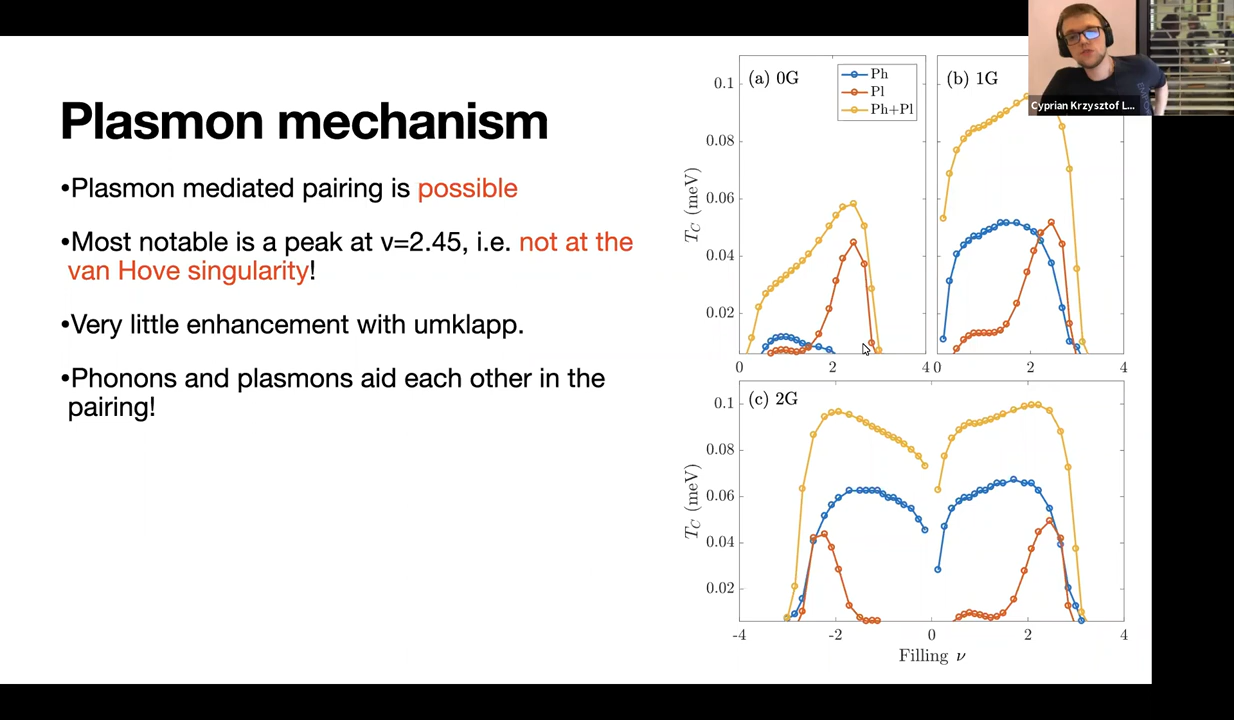 Plasmon mechanism
•Plasmon mediated pairing is possible
•Most notable is a peak at ν=2.45, i.e. not at the
van Hove singularity!
•Very little enhancement with umklapp.
•Phonons and plasmons aid each other in the
pairing!
(a) 0G
Ph
Pl
Ph+Pl
0.1
0.08
0.06
0.04
0.02
T_C (meV)
0
2
4
(b) 1G
0
2
4
Cyprian Krzysztof L...
(c) 2G
0.1
0.08
0.06
0.04
0.02
T_C (meV)
-4
-2
0
2
4
Filling ν